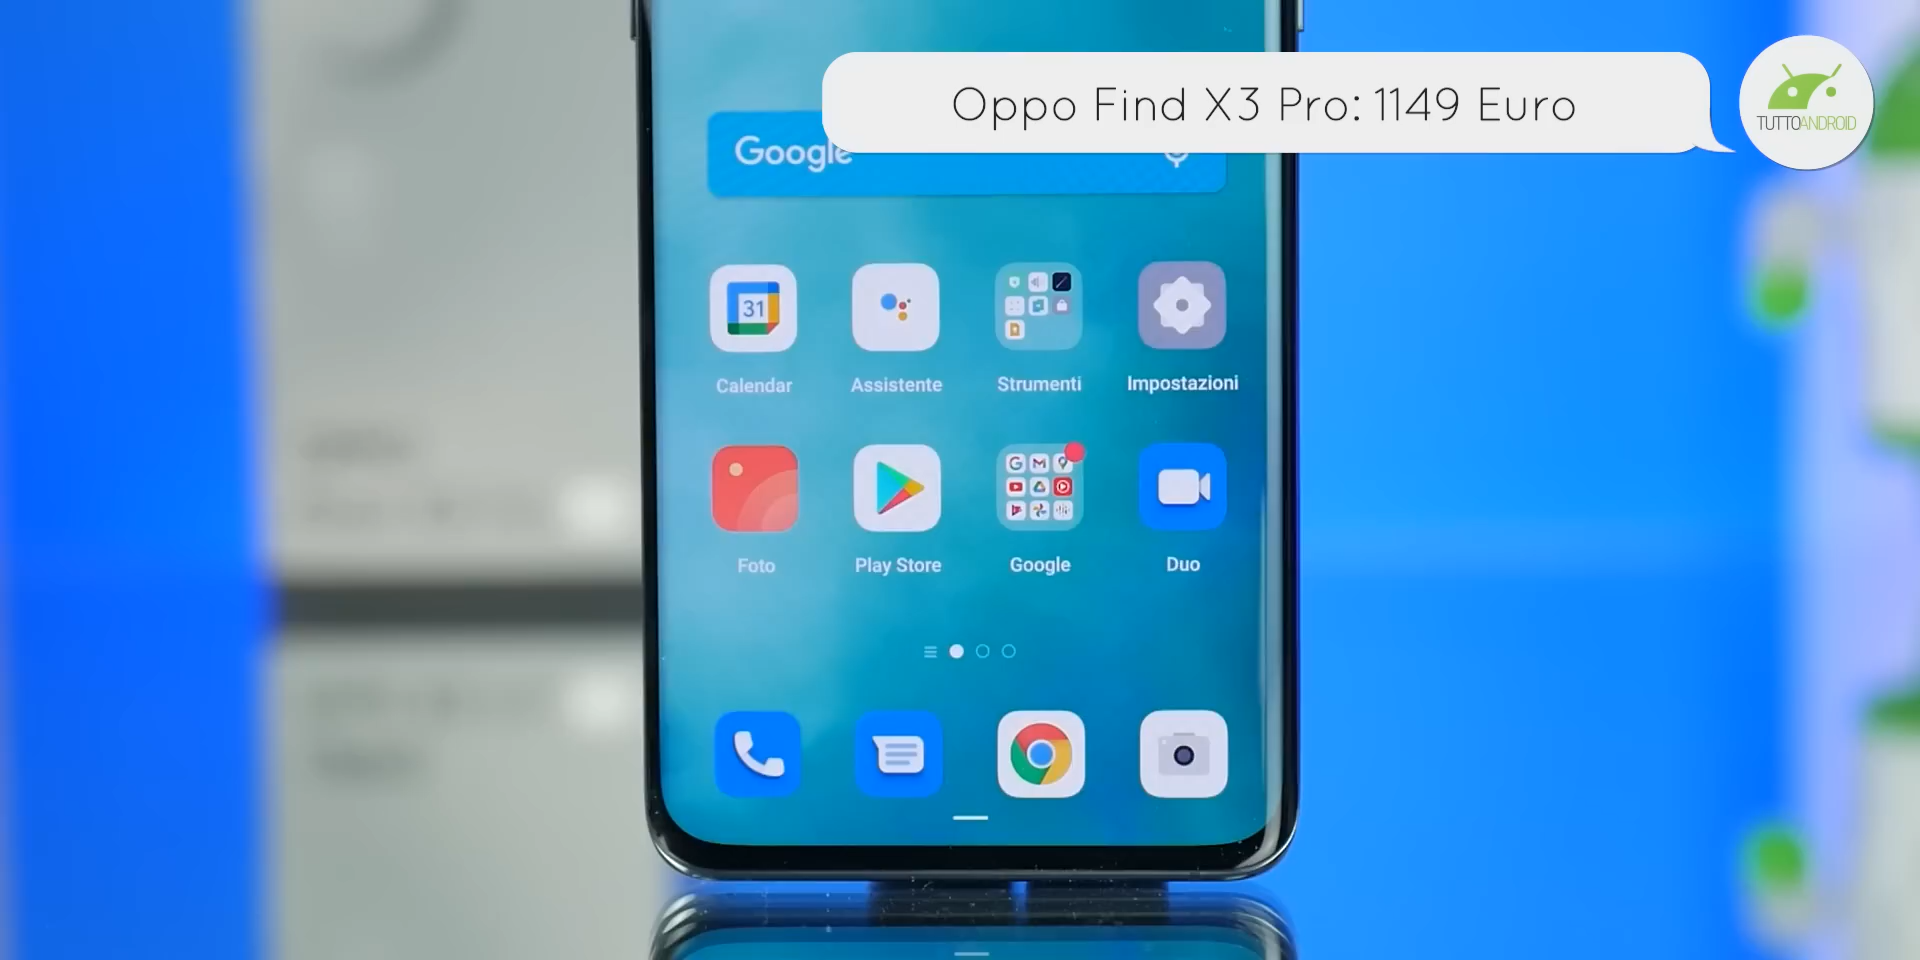 Oppo Find X3 Pro: 1149 Euro
TUTTOANDROID
Google
31
Calendar
Assistente
Strumenti
Impostazioni
Foto
Play Store
Google
Duo